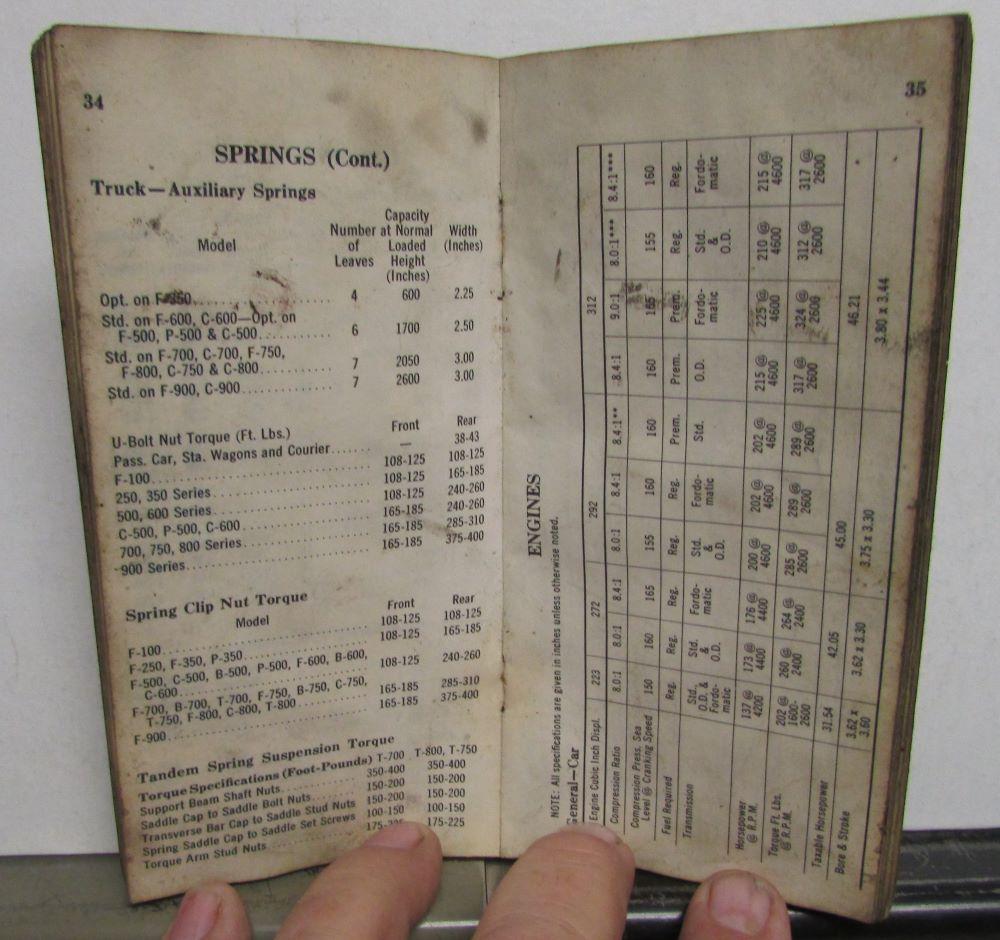 34
SPRINGS (Cont.)
Truck—Auxiliary Springs
Model Number of Leaves Capacity at Normal Loaded Height (Inches) Width (Inches)
Opt. on F-350 4 600 2.25
Std. on F-600, C-600—Opt. on
F-500, P-500 & C-500 6 1700 2.50
Std. on F-700, C-700, F-750,
F-800, C-750 & C-800 7 2050 3.00
Std. on F-900, C-900 7 2600 3.00
U-Bolt Nut Torque (Ft. Lbs.) Front Rear
Pass. Car, Sta. Wagons and Courier — 38-43
F-100 108-125 108-125
250, 350 Series 108-125 165-185
500, 600 Series 108-125 240-260
C-500, P-500, C-600 165-185 240-260
700, 750, 800 Series 165-185 285-310
900 Series 165-185 375-400
Spring Clip Nut Torque
Model Front Rear
F-100 108-125 108-125
F-250, F-350, P-350 108-125 165-185
F-500, C-500, B-500, P-500, F-600, B-600,
C-600 108-125 240-260
F-700, B-700, T-700, F-750, B-750, C-750,
T-750, F-800, C-800, T-800 165-185 285-310
F-900 165-185 375-400
Tandem Spring Suspension Torque
Torque Specifications (Foot-Pounds) T-700 T-800, T-750
Support Beam Shaft Nuts 350-400 350-400
Saddle Cap to Saddle Bolt Nuts 150-200 150-200
Transverse Bar Cap to Saddle Stud Nuts 150-200 150-200
Spring Saddle Cap to Saddle Set Screws 100-150 100-150
Torque Arm Stud Nuts 175-225
35
ENGINES
NOTE: All specifications are given in inches unless otherwise noted.
General—Car
Engine Cubic Inch Displ. 223 272 292 312
Compression Ratio 8.0:1 8.0:1 8.4:1 8.0:1 8.4:1 8.4:1** 8.4:1 9.0:1 8.0:1*** 8.4:1***
Compression Press. Sea
Level @ Cranking Speed 150 160 165 155 160 160 160 165 155 160
Fuel Required Reg. Reg. Reg. Reg. Reg. Prem. Prem. Prem. Reg. Reg.
Transmission Std., O.D. & Fordo-matic Std. & O.D. Fordo-matic Std. & O.D. Fordo-matic Std. O.D. Fordo-matic Std. & O.D. Fordo-matic
Horsepower
@ R.P.M. 137 @ 4200 173 @ 4400 176 @ 4400 200 @ 4600 202 @ 4600 202 @ 4600 215 @ 4600 225 @ 4600 210 @ 4600 215 @ 4600
Torque Ft. Lbs.
@ R.P.M. 202 @ 1600-2600 260 @ 2400 264 @ 2400 285 @ 2600 289 @ 2600 289 @ 2600 317 @ 2600 324 @ 2600 312 @ 2600 317 @ 2600
Taxable Horsepower 31.54 42.05 45.00 46.21
Bore & Stroke 3.62 x 3.60 3.62 x 3.30 3.75 x 3.30 3.80 x 3.44